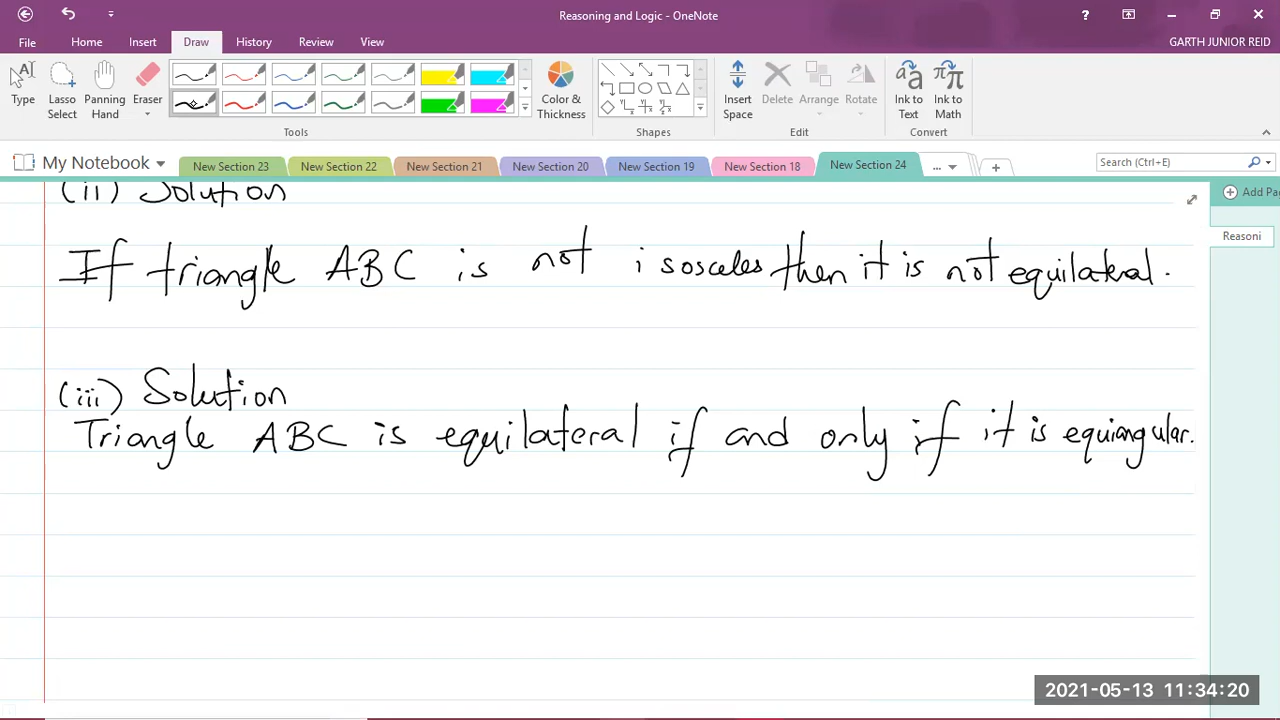 Reasoning and Logic - OneNote
GARTH JUNIOR REID
File Home Insert Draw History Review View
Type
Lasso Select
Panning Hand
Eraser
Color & Thickness
Insert Space
Delete
Arrange
Rotate
Ink to Text
Ink to Math
Tools
Shapes
Edit
Convert
My Notebook
New Section 23
New Section 22
New Section 21
New Section 20
New Section 19
New Section 18
New Section 24
Search (Ctrl+E)
Add Pa
Reasoni
(ii) Solution
If triangle ABC is not isosceles then it is not equilateral.
(iii) Solution
Triangle ABC is equilateral if and only if it is equiangular.
2021-05-13 11:34:20